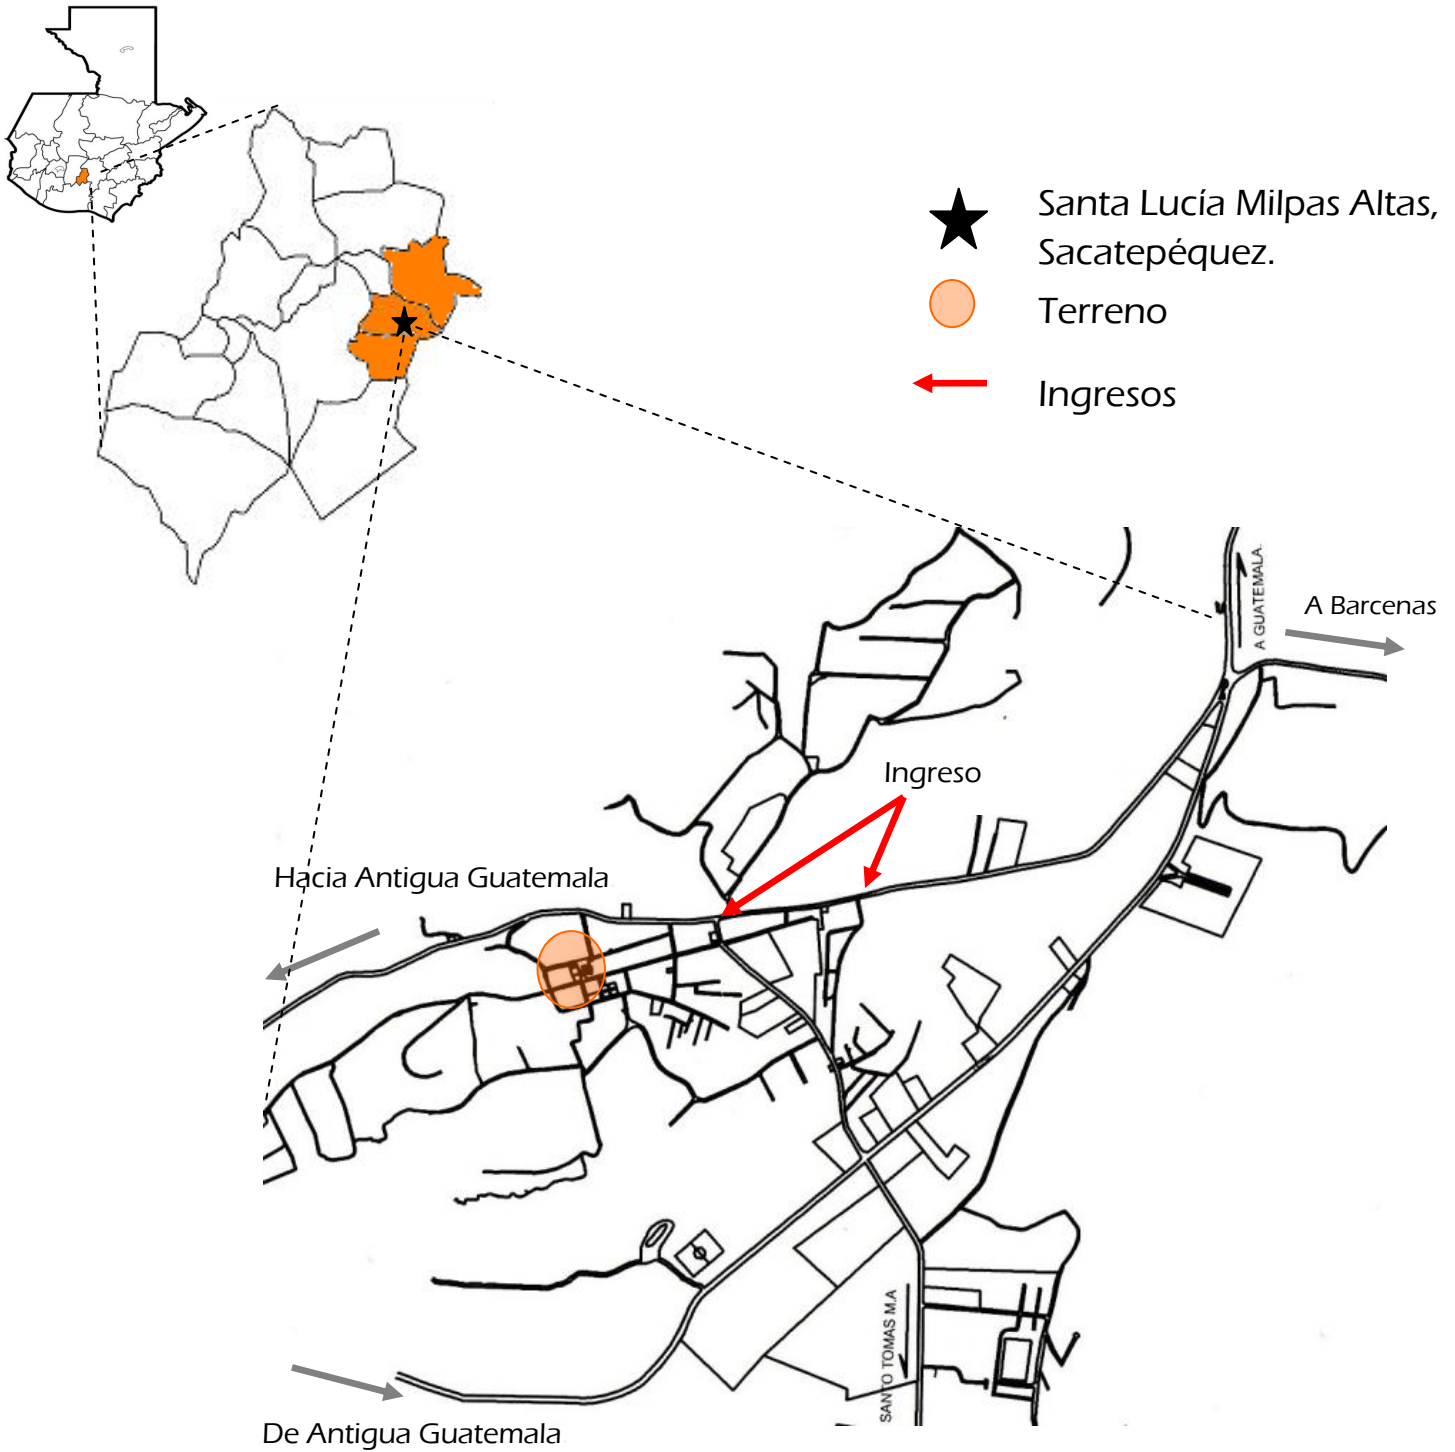 Santa Lucía Milpas Altas,
Sacatepéquez.
Terreno
Ingresos
A GUATEMALA.
A Barcenas
Ingreso
Hacia Antigua Guatemala
SANTO TOMAS M.A
De Antigua Guatemala